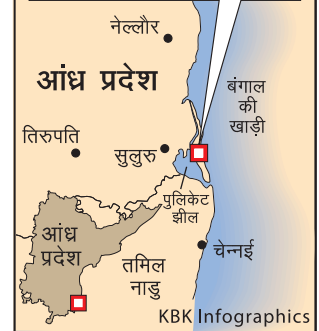 नेल्लौर
आंध्र प्रदेश
बंगाल
की
खाड़ी
तिरुपति
सुलुरु
पुलिकेट
झील
आंध्र
प्रदेश
चेन्नई
तमिल
नाडु
KBK Infographics